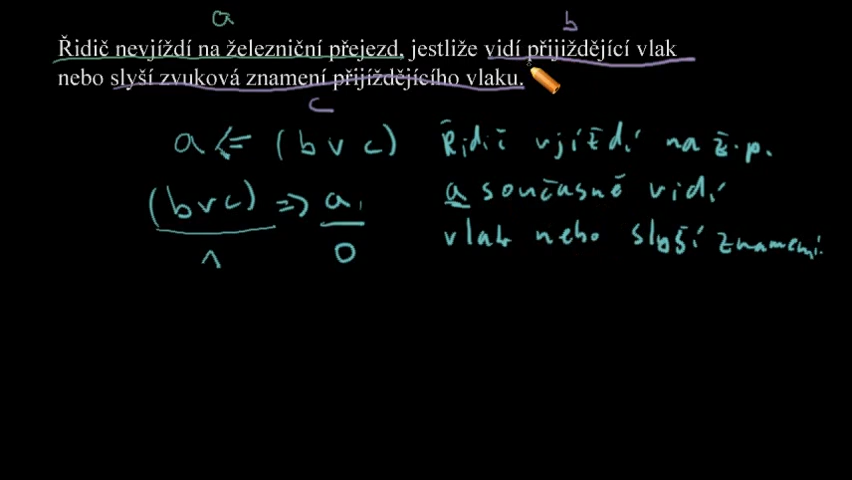 a b
Řidič nevjíždí na železniční přejezd, jestliže vidí přijiždějící vlak
nebo slyší zvuková znamení přijíždějícího vlaku.
c
a <= (b v c) Řidič vjíždí na ž.p.
(b v c) => a, a současně vidí
1 0 vlak nebo slyší znamení.